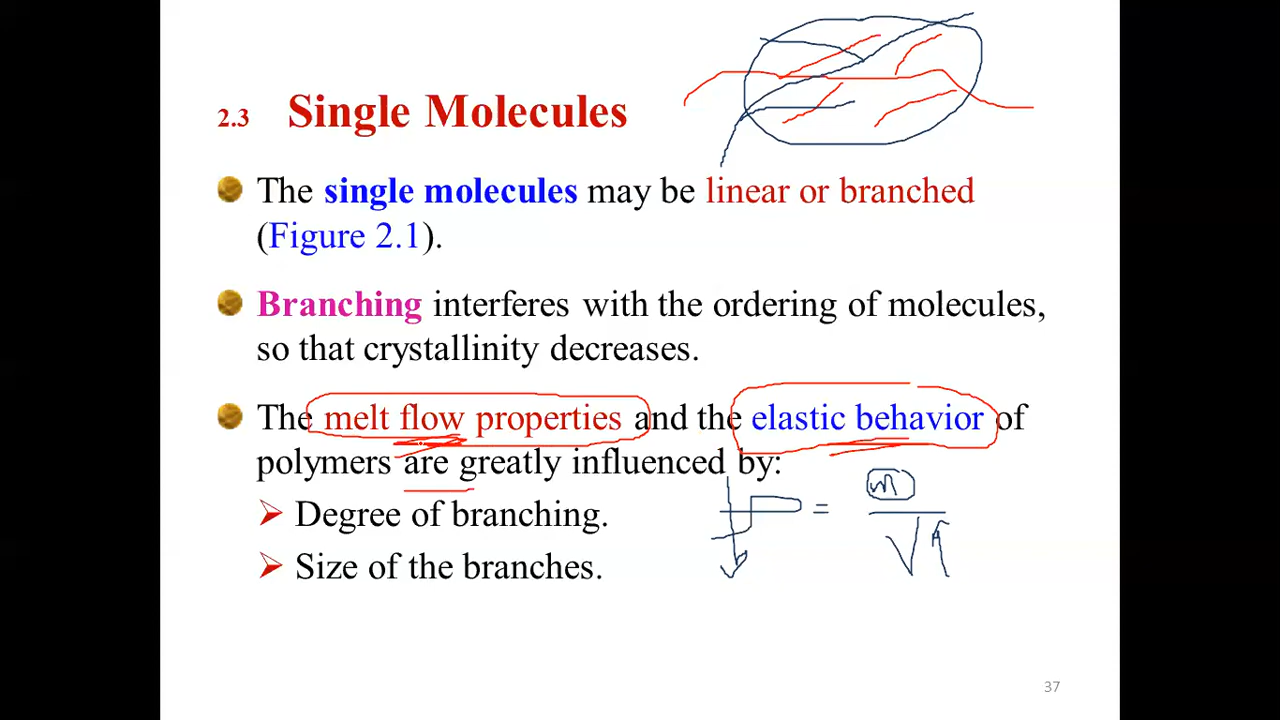 2.3 Single Molecules
The single molecules may be linear or branched
(Figure 2.1).
Branching interferes with the ordering of molecules,
so that crystallinity decreases.
The melt flow properties and the elastic behavior of
polymers are greatly influenced by:
Degree of branching.
Size of the branches.
=
m
37